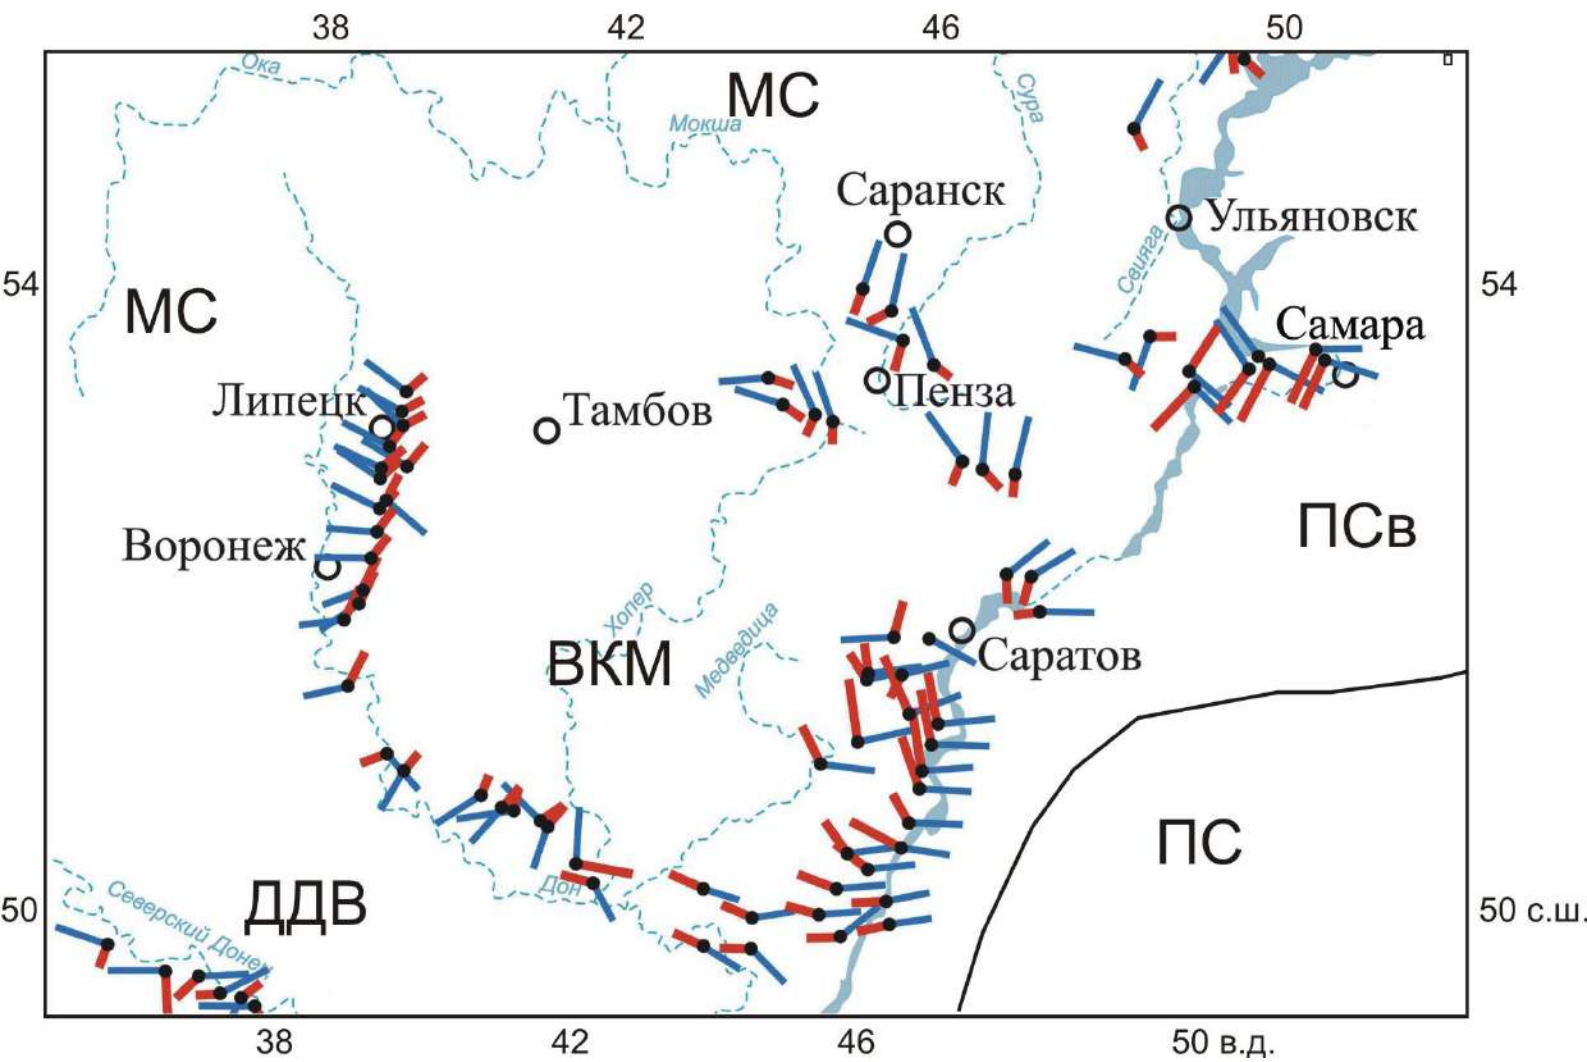 38 42 46 50
Ока
МС
Сура
Мокша
Саранск
Ульяновск
Свияга
54 54
МС
Самара
Липецк
Тамбов
Пенза
Воронеж
ПСв
Хопер
Медведица
ВКМ
Саратов
ПС
ДДВ
Дон
50 50 с.ш.
Северский Донец
38 42 46 50 в.д.